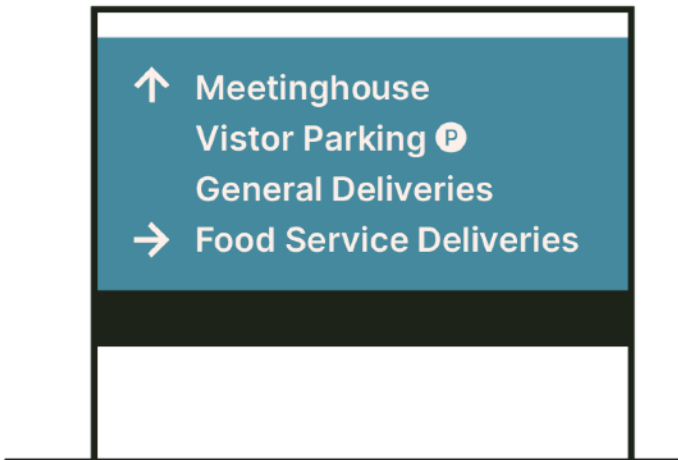 ↑ Meetinghouse
Vistor Parking P
General Deliveries
→ Food Service Deliveries